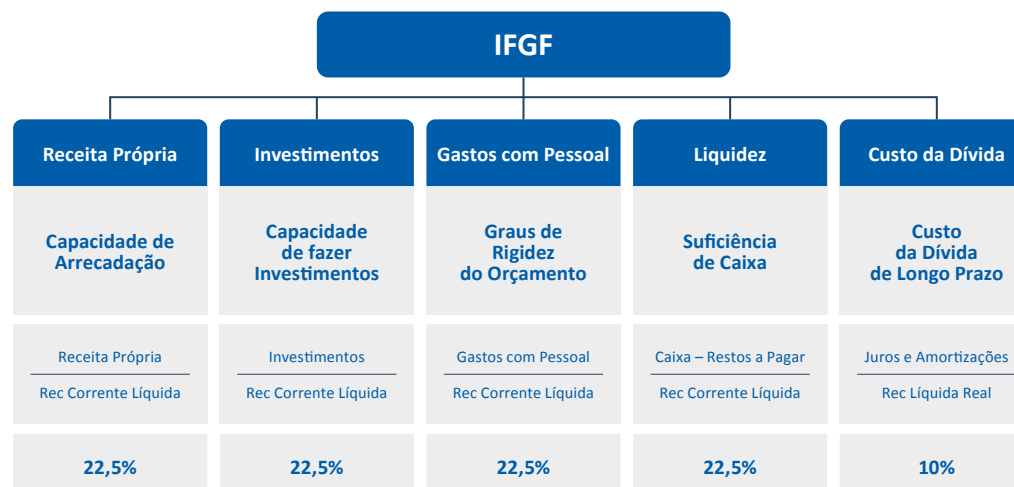 IFGF
Receita Própria
Investimentos
Gastos com Pessoal
Liquidez
Custo da Dívida
Capacidade de
Arrecadação
Capacidade
de fazer
Investimentos
Graus de
Rigidez
do Orçamento
Suficiência
de Caixa
Custo
da Dívida
de Longo Prazo
Receita Própria
Rec Corrente Líquida
Investimentos
Rec Corrente Líquida
Gastos com Pessoal
Rec Corrente Líquida
Caixa – Restos a Pagar
Rec Corrente Líquida
Juros e Amortizações
Rec Líquida Real
22,5%
22,5%
22,5%
22,5%
10%